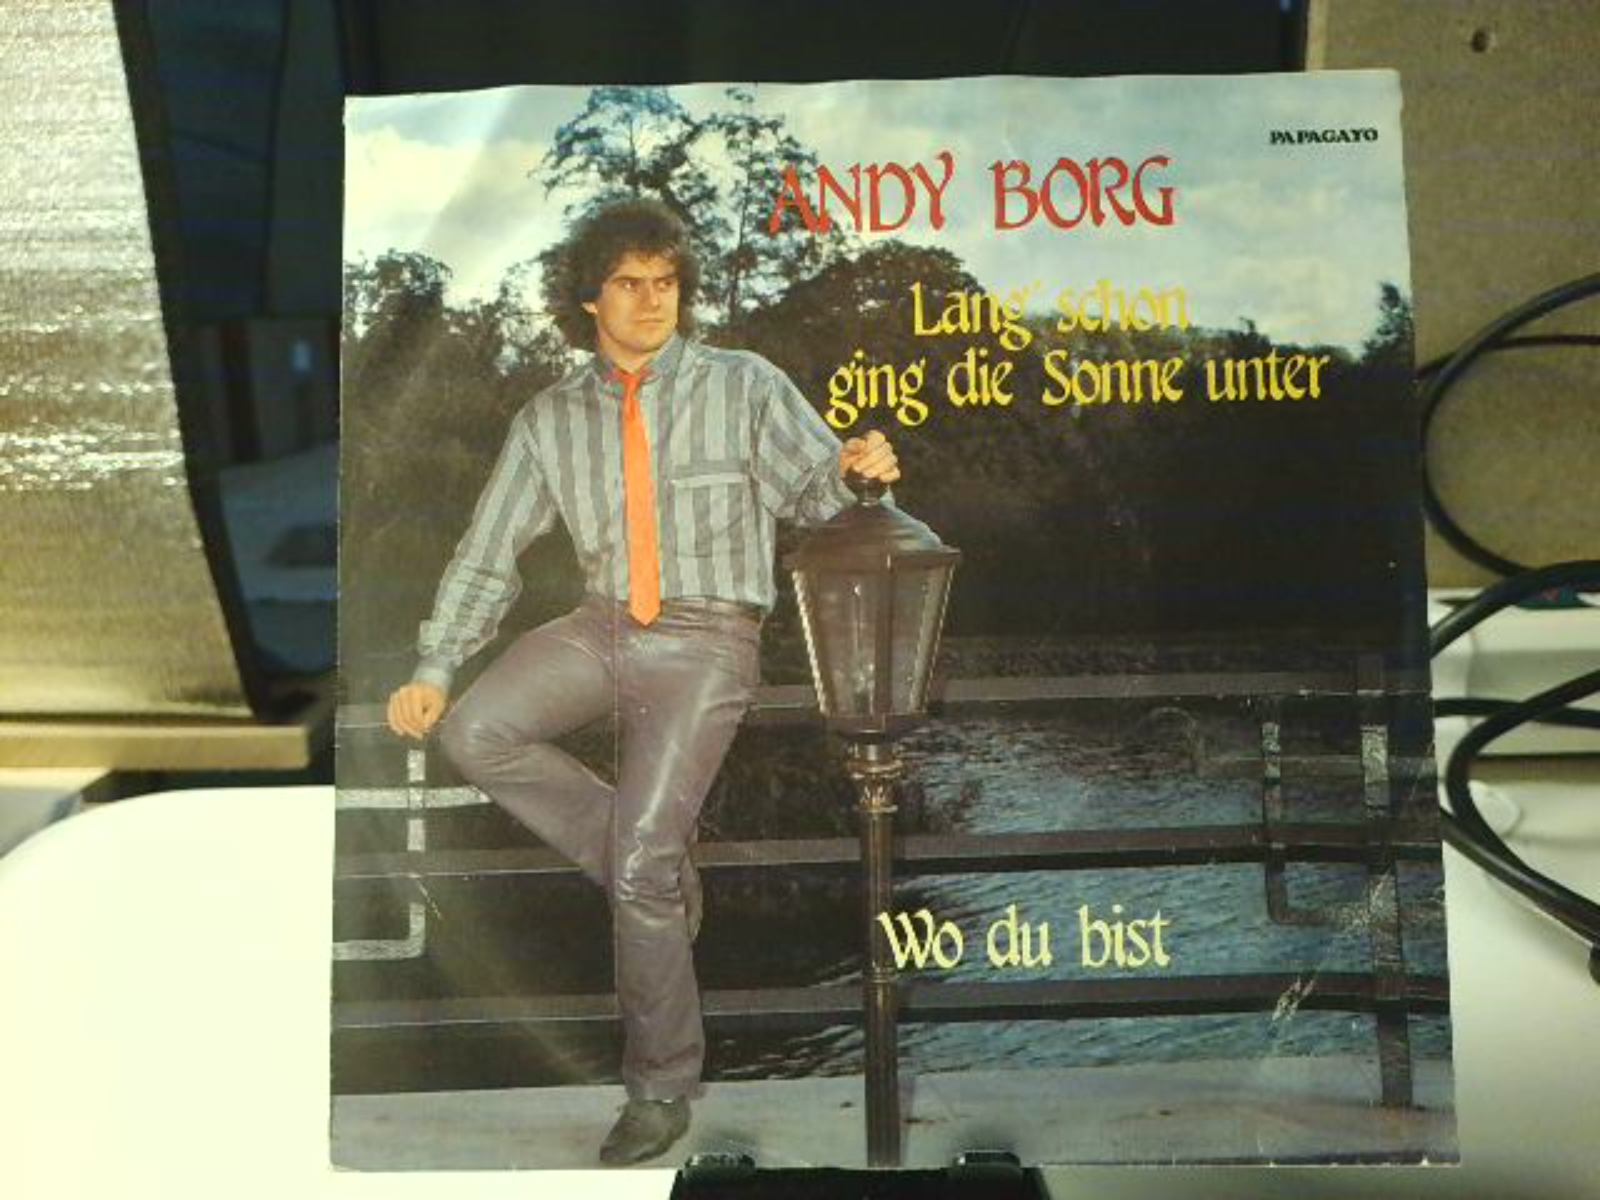 PAPAGAYO
ANDY BORG
Lang' schon
ging die Sonne unter
Wo du bist